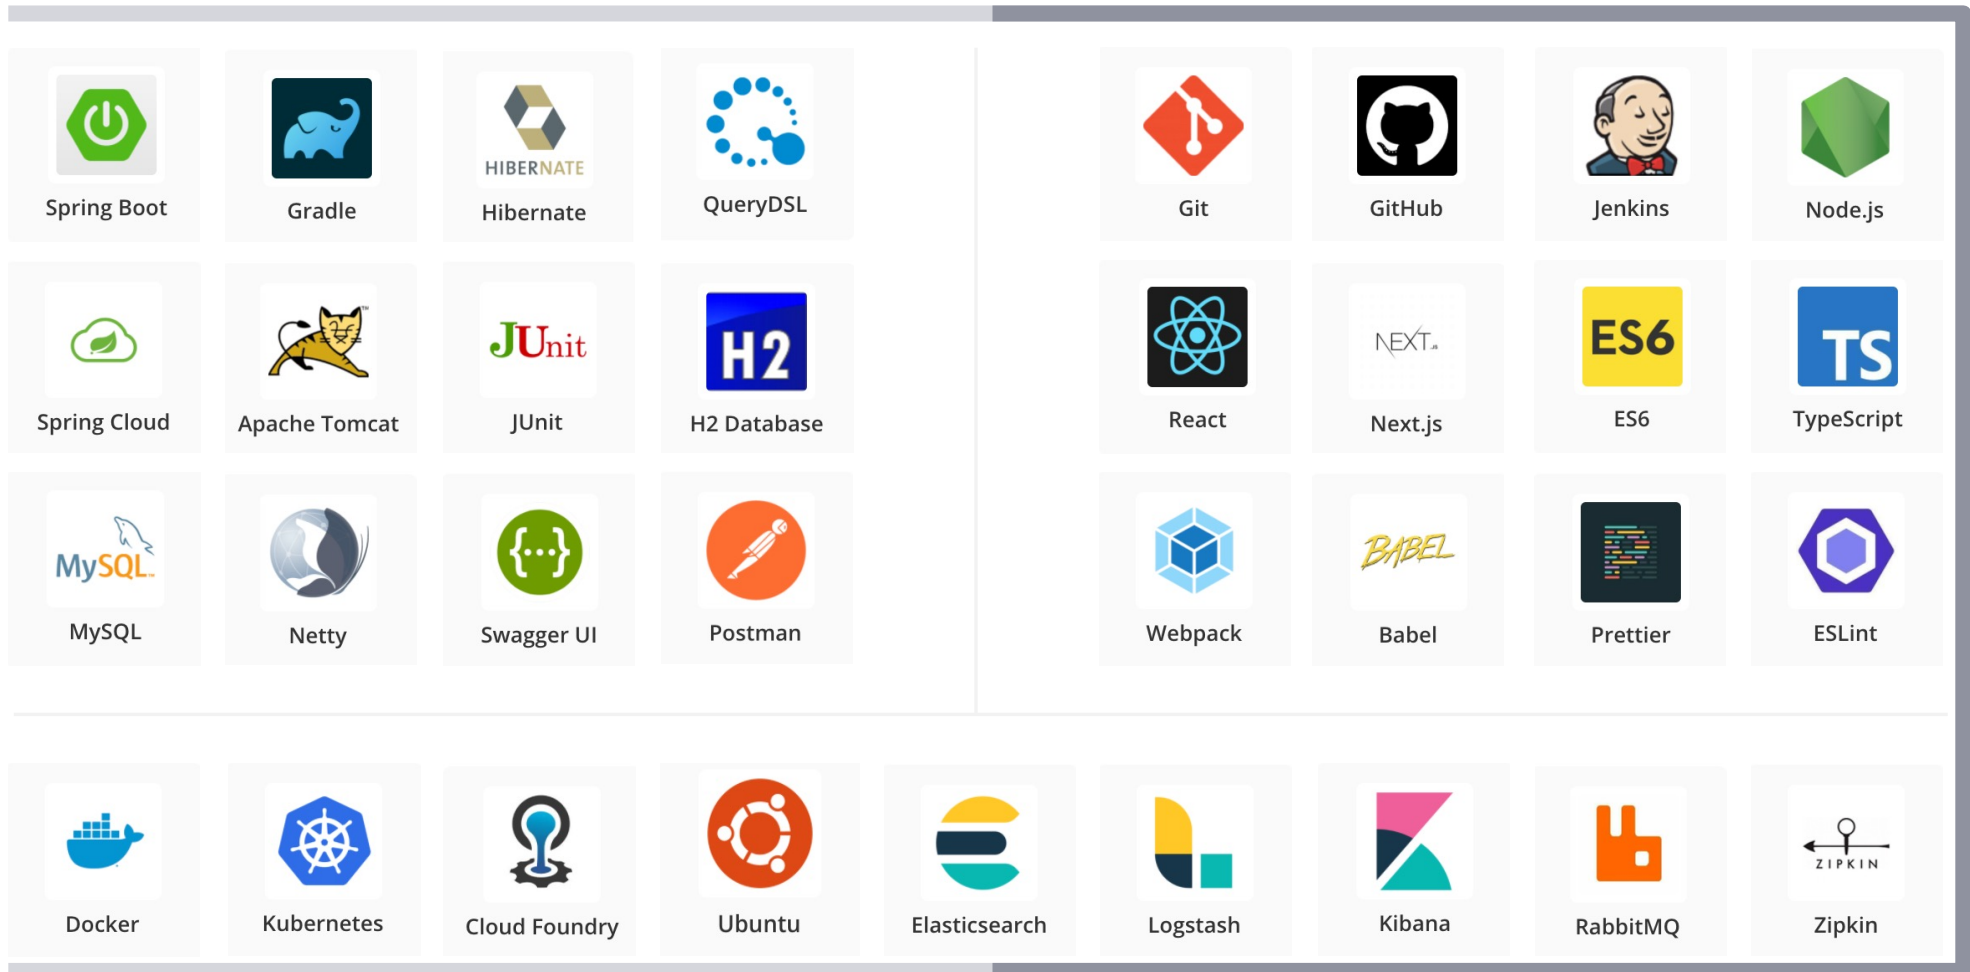 HIBERNATE
Spring Boot
Gradle
Hibernate
QueryDSL
Git
GitHub
Jenkins
Node.js
TM
JUnit
H2
NEXT.JS
ES6
TS
Spring Cloud
Apache Tomcat
JUnit
H2 Database
React
Next.js
ES6
TypeScript
MySQL™
{···}
BABEL
MySQL
Netty
Swagger UI
Postman
Webpack
Babel
Prettier
ESLint
ZIPKIN
Docker
Kubernetes
Cloud Foundry
Ubuntu
Elasticsearch
Logstash
Kibana
RabbitMQ
Zipkin